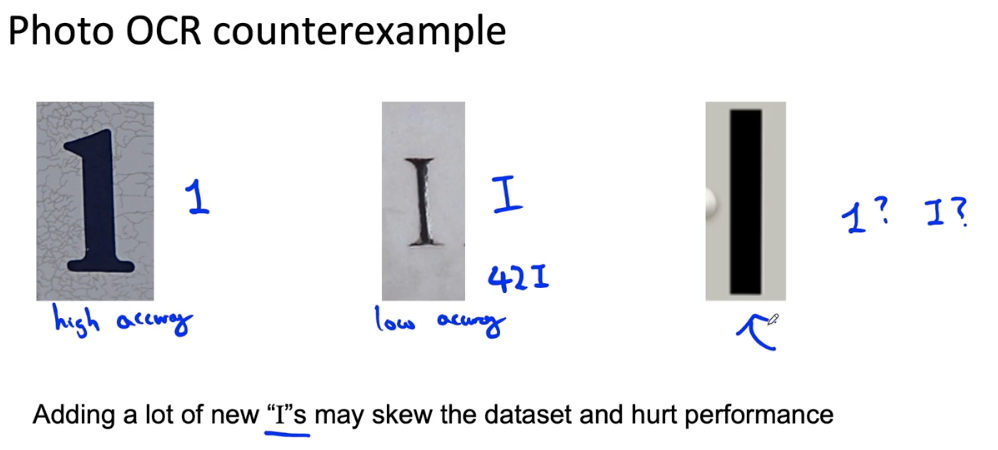 Photo OCR counterexample
1 1
I I
42I
1? I?
high accuracy
low accuracy
Adding a lot of new “I”s may skew the dataset and hurt performance